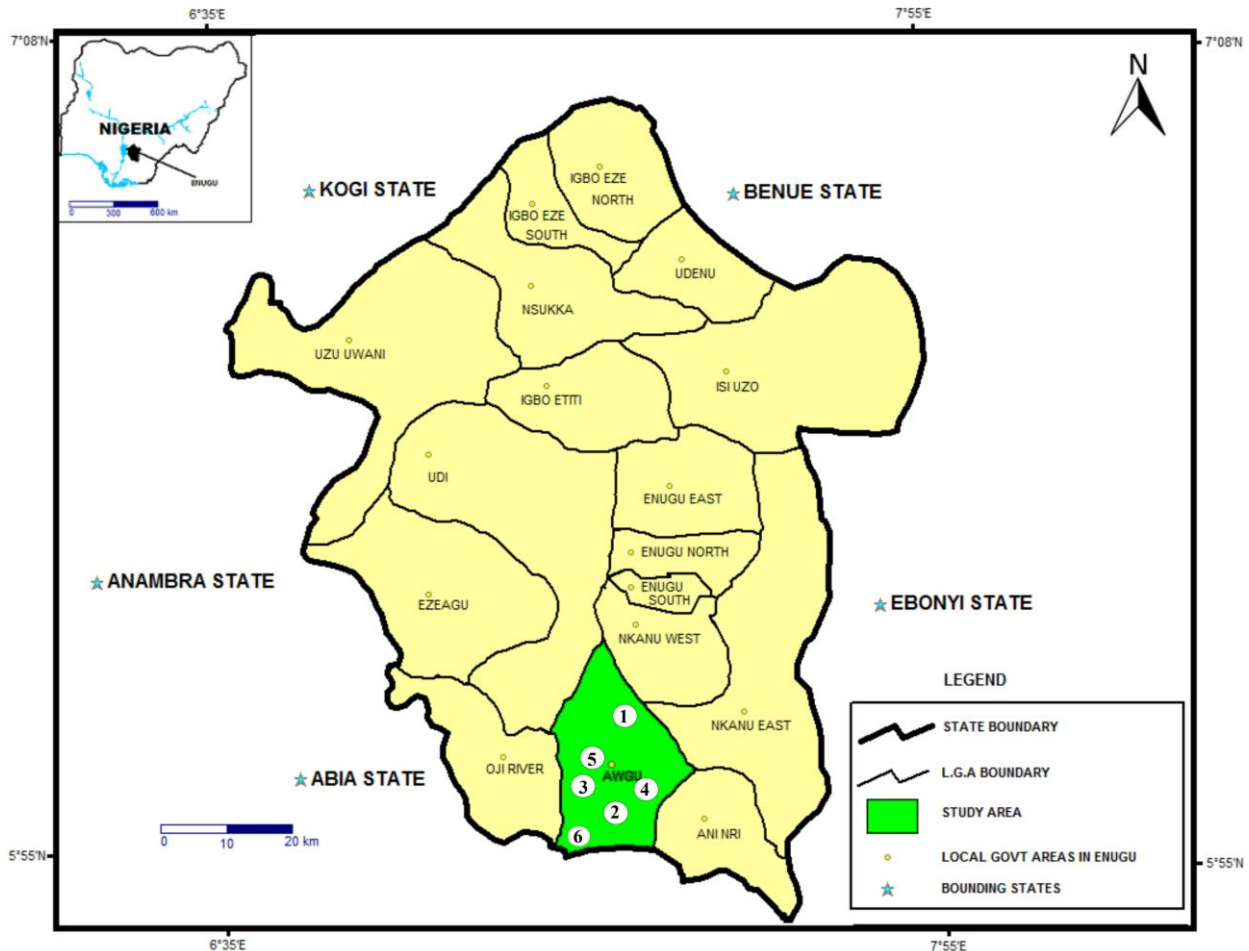 6°35'E
7°55'E
7°08'N
7°08'N
NIGERIA
ENUGU
0 300 600 km
N
KOGI STATE
BENUE STATE
IGBO EZE
NORTH
IGBO EZE
SOUTH
UDENU
NSUKKA
UZU UWANI
ISI UZO
IGBO ETITI
UDI
ENUGU EAST
ENUGU NORTH
ANAMBRA STATE
ENUGU
SOUTH
EZEAGU
EBONYI STATE
NKANU WEST
LEGEND
1
NKANU EAST
STATE BOUNDARY
5
OJI RIVER
AWGU
ABIA STATE
3
4
L.G.A BOUNDARY
2
STUDY AREA
ANI NRI
6
0 10 20 km
5°55'N
LOCAL GOVT AREAS IN ENUGU
5°55'N
BOUNDING STATES
6°35'E
7°55'E